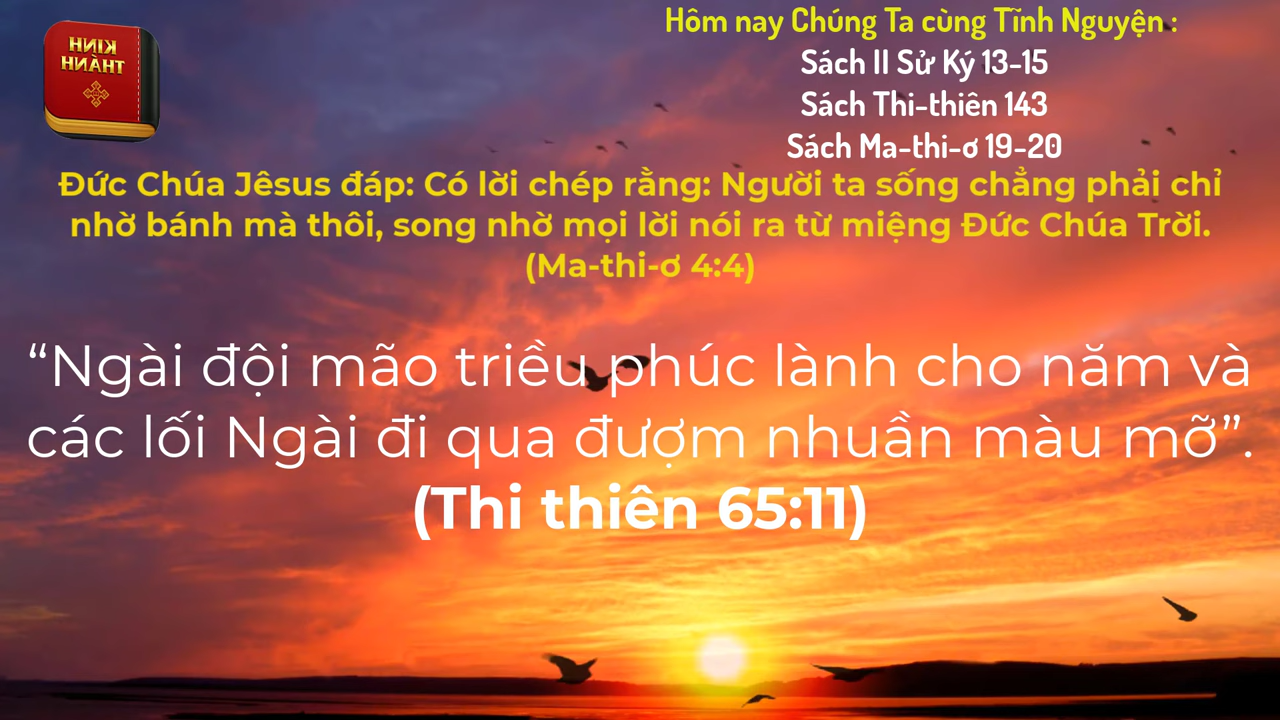 KINH
THÁNH
Hôm nay Chúng Ta cùng Tĩnh Nguyện :
Sách II Sử Ký 13-15
Sách Thi-thiên 143
Sách Ma-thi-ơ 19-20
Đức Chúa Jêsus đáp: Có lời chép rằng: Người ta sống chẳng phải chỉ
nhờ bánh mà thôi, song nhờ mọi lời nói ra từ miệng Đức Chúa Trời.
(Ma-thi-ơ 4:4)
“Ngài đội mão triều phúc lành cho năm và
các lối Ngài đi qua đượm nhuần màu mỡ”.
(Thi thiên 65:11)